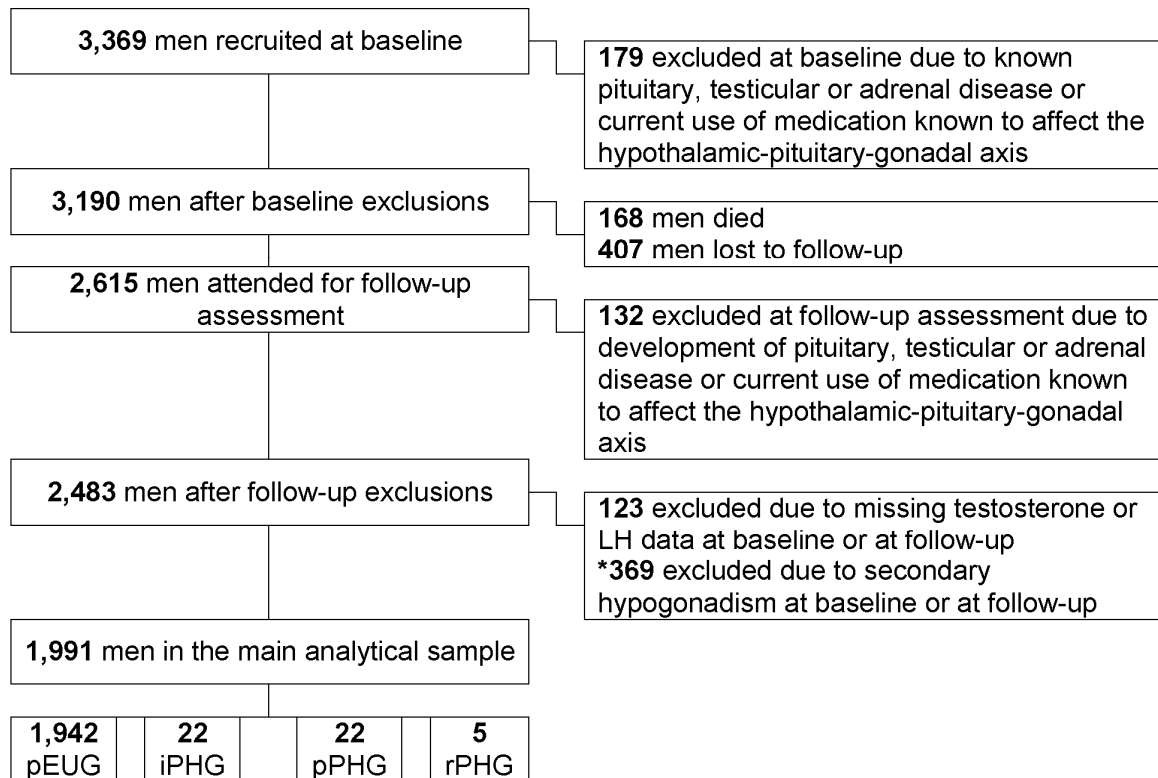 3,369 men recruited at baseline
179 excluded at baseline due to known
pituitary, testicular or adrenal disease or
current use of medication known to affect the
hypothalamic-pituitary-gonadal axis
3,190 men after baseline exclusions
168 men died
407 men lost to follow-up
2,615 men attended for follow-up
assessment
132 excluded at follow-up assessment due to
development of pituitary, testicular or adrenal
disease or current use of medication known
to affect the hypothalamic-pituitary-gonadal
axis
2,483 men after follow-up exclusions
123 excluded due to missing testosterone or
LH data at baseline or at follow-up
*369 excluded due to secondary
hypogonadism at baseline or at follow-up
1,991 men in the main analytical sample
1,942
pEUG
22
iPHG
22
pPHG
5
rPHG